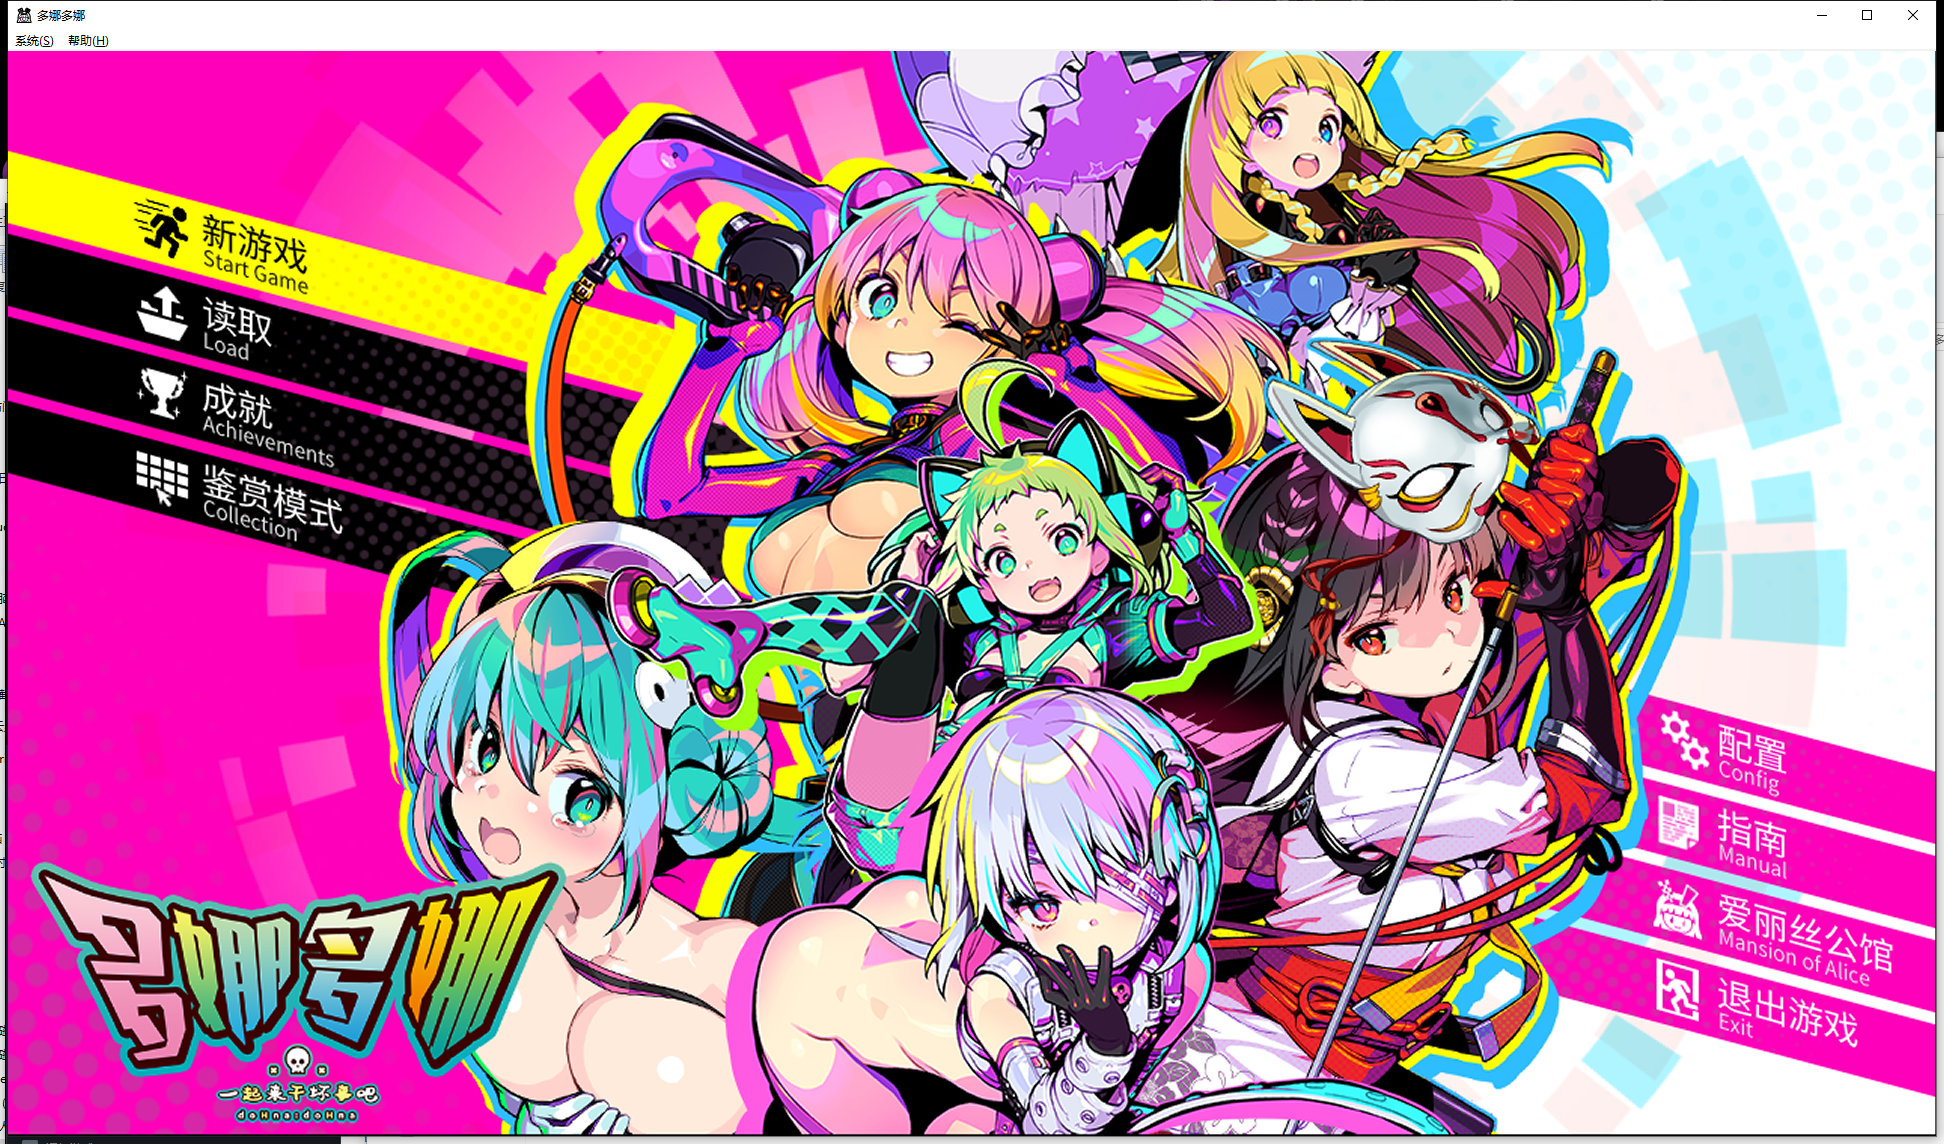 多娜多娜
系统(S) 帮助(H)
新游戏
Start Game
读取
Load
成就
Achievements
鉴赏模式
Collection
配置
Config
指南
Manual
爱丽丝公馆
Mansion of Alice
退出游戏
Exit
多娜多娜
一起来干坏事吧
doHna:doHna